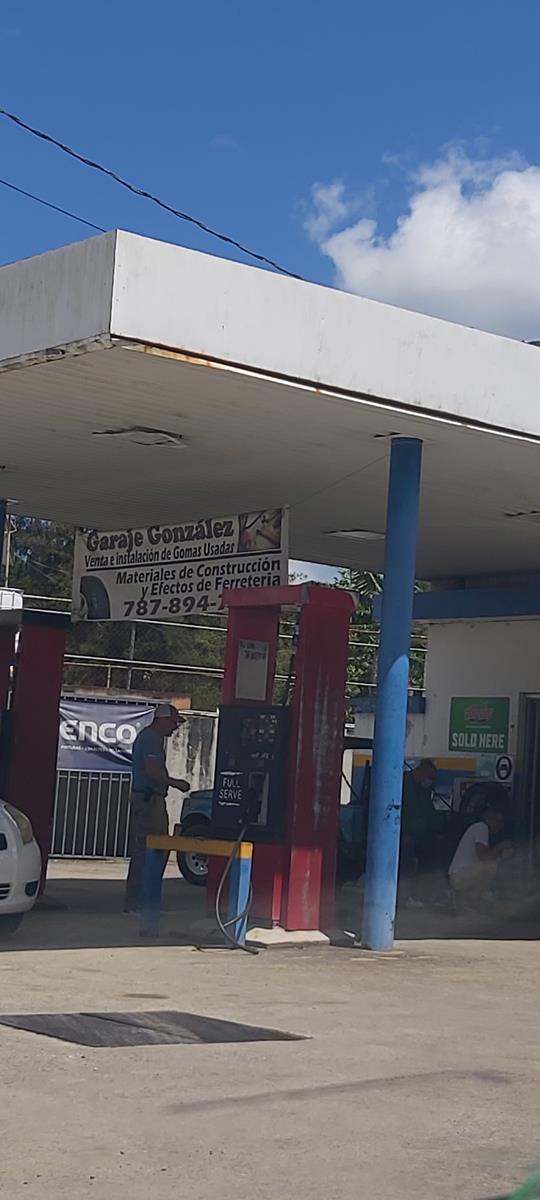 Garaje González
Venta e instalación de Gomas Usadas
Materiales de Construcción
y Efectos de Ferreteria
787-894-
ENCO
FULL
SERVE
SOLD HERE